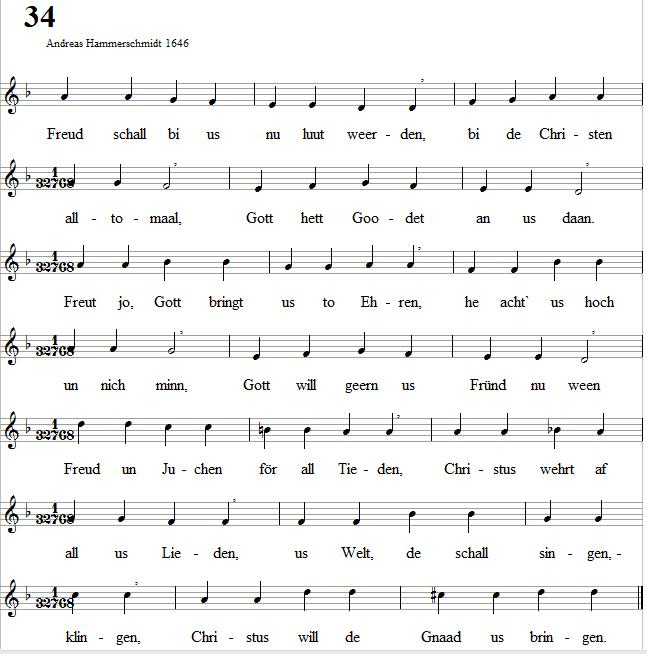 34
Andreas Hammerschmidt 1646
Freud schall bi us nu luut weer - den, bi de Chri - sten
1
32768
all - to - maal, Gott hett Goo - det an us daan.
1
32768
Freut jo, Gott bringt us to Eh - ren, he acht` us hoch
1
32768
un nich minn, Gott will geern us Fründ nu ween
1
32768
Freud un Ju - chen för all Tie - den, Chri - stus wehrt af
1
32768
all us Lie - den, us Welt, de schall sin - gen, -
1
32768
klin - gen, Chri - stus will de Gnaad us brin - gen.